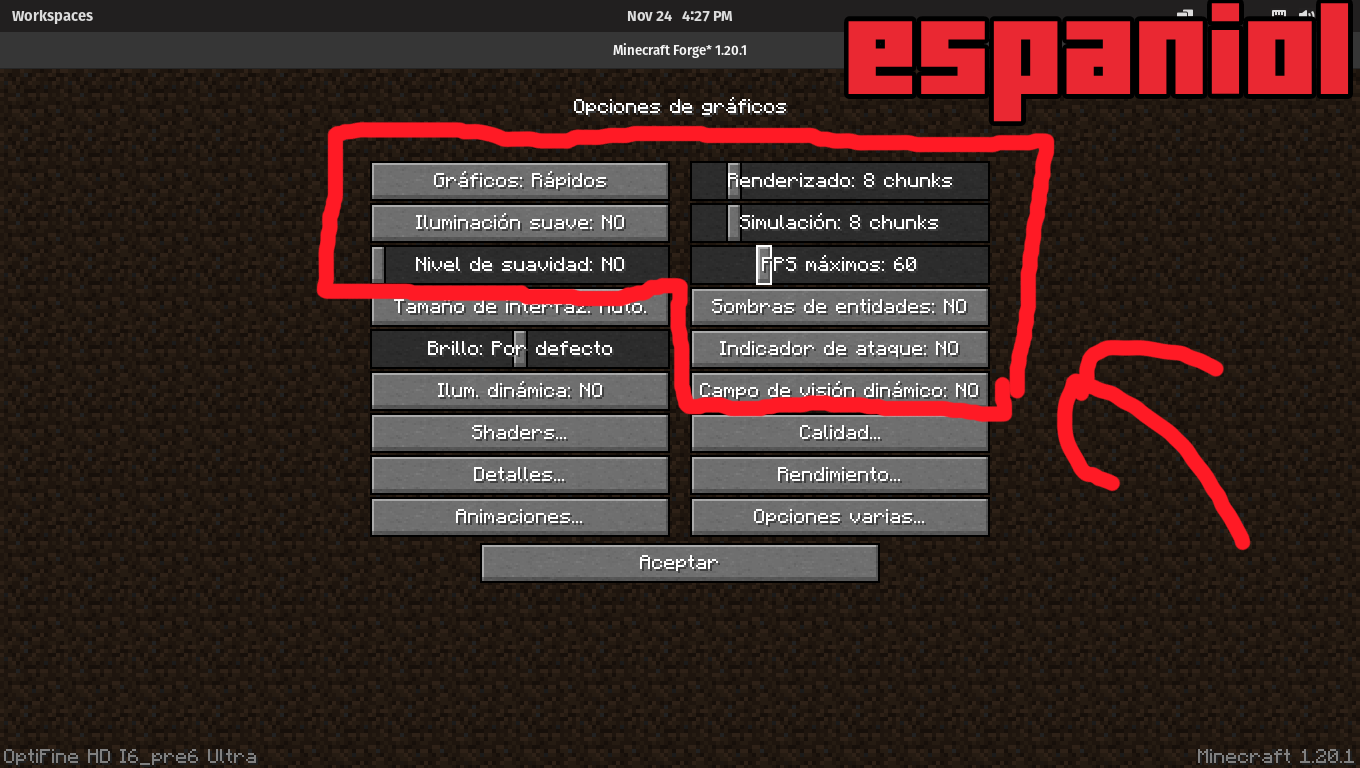 Workspaces
Nov 24 4:27 PM
Minecraft Forge* 1.20.1
espaniol
Opciones de gráficos
Gráficos: Rápidos
Renderizado: 8 chunks
Iluminación suave: NO
Simulación: 8 chunks
Nivel de suavidad: NO
FPS máximos: 60
Tamaño de interfaz: Auto.
Sombras de entidades: NO
Brillo: Por defecto
Indicador de ataque: NO
Ilum. dinámica: NO
Campo de visión dinámico: NO
Shaders...
Calidad...
Detalles...
Rendimiento...
Animaciones...
Opciones varias...
Aceptar
OptiFine HD I6_pre6 Ultra
Minecraft 1.20.1